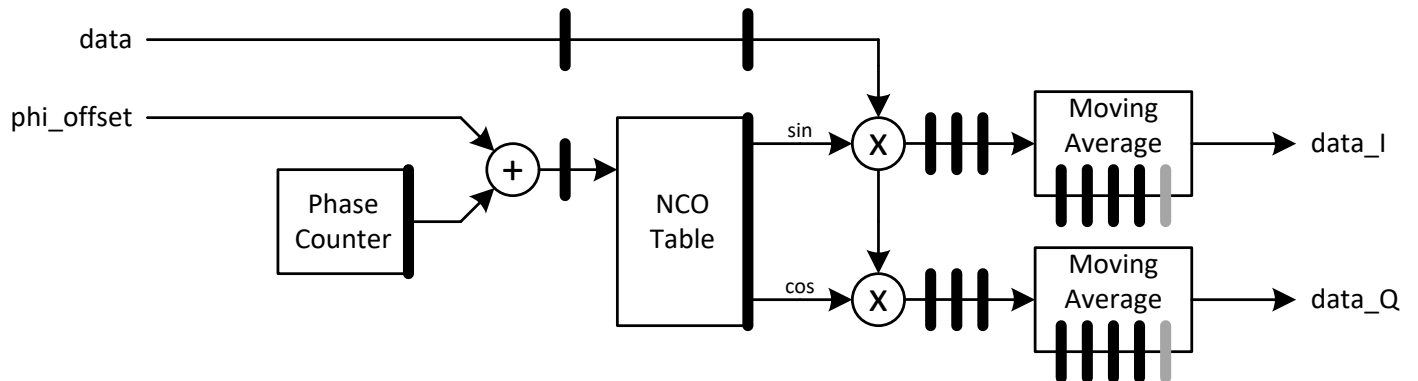 data
phi_offset
+
Phase
Counter
NCO
Table
sin
cos
X
X
Moving
Average
data_I
Moving
Average
data_Q